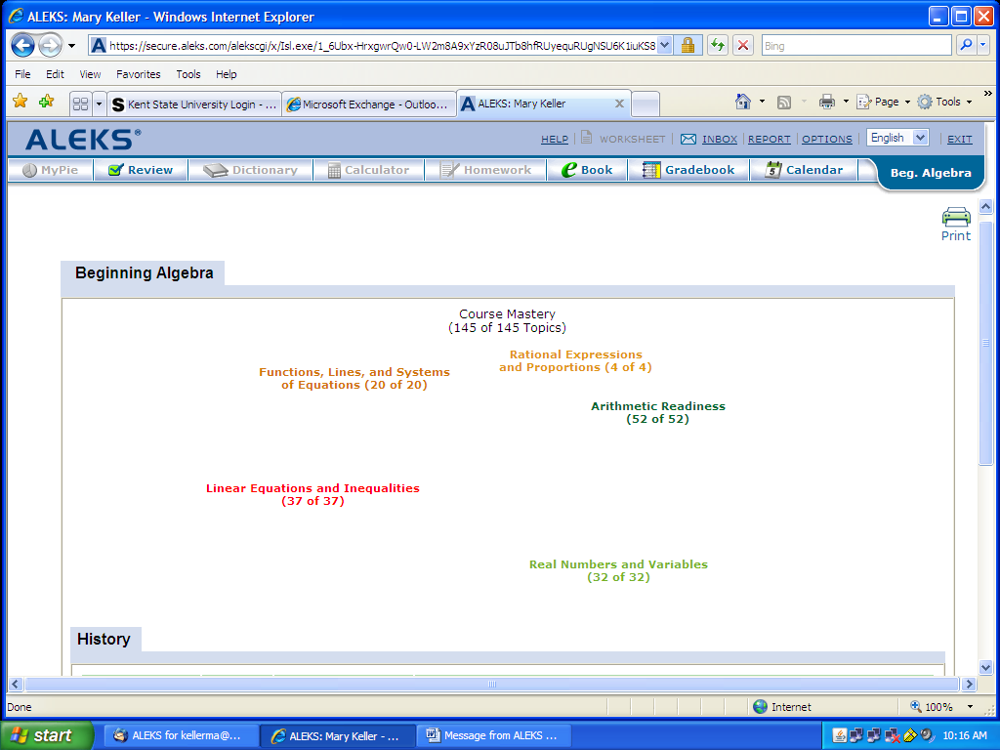 ALEKS: Mary Keller - Windows Internet Explorer
https://secure.aleks.com/alekscgi/x/Isl.exe/1_6Ubx-HrxgwrQw0-LW2m8A9xYzR08uJTb8hfRUyequRUgNSU6K1iuKS8
Bing
File Edit View Favorites Tools Help
Kent State University Login - ...
Microsoft Exchange - Outloo...
ALEKS: Mary Keller
Page Tools
ALEKS®
HELP WORKSHEET INBOX REPORT OPTIONS English EXIT
MyPie Review Dictionary Calculator Homework eBook Gradebook Calendar Beg. Algebra
Print
Beginning Algebra
Course Mastery
(145 of 145 Topics)
Rational Expressions
and Proportions (4 of 4)
Functions, Lines, and Systems
of Equations (20 of 20)
Arithmetic Readiness
(52 of 52)
Linear Equations and Inequalities
(37 of 37)
Real Numbers and Variables
(32 of 32)
History
Done Internet 100%
start ALEKS for kellerma@... ALEKS: Mary Keller - ... Message from ALEKS ... 10:16 AM